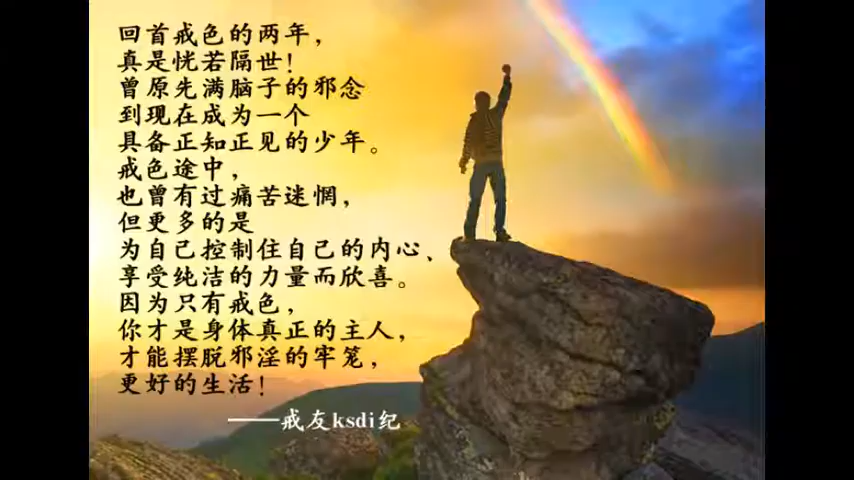 回首戒色的两年，
真是恍若隔世！
曾原先满脑子的邪念
到现在成为一个
具备正知正见的少年。
戒色途中，
也曾有过痛苦迷惘，
但更多的是
为自己控制住自己的内心、
享受纯洁的力量而欣喜。
因为只有戒色，
你才是身体真正的主人，
才能摆脱邪淫的牢笼，
更好的生活！
——戒友ksdi纪